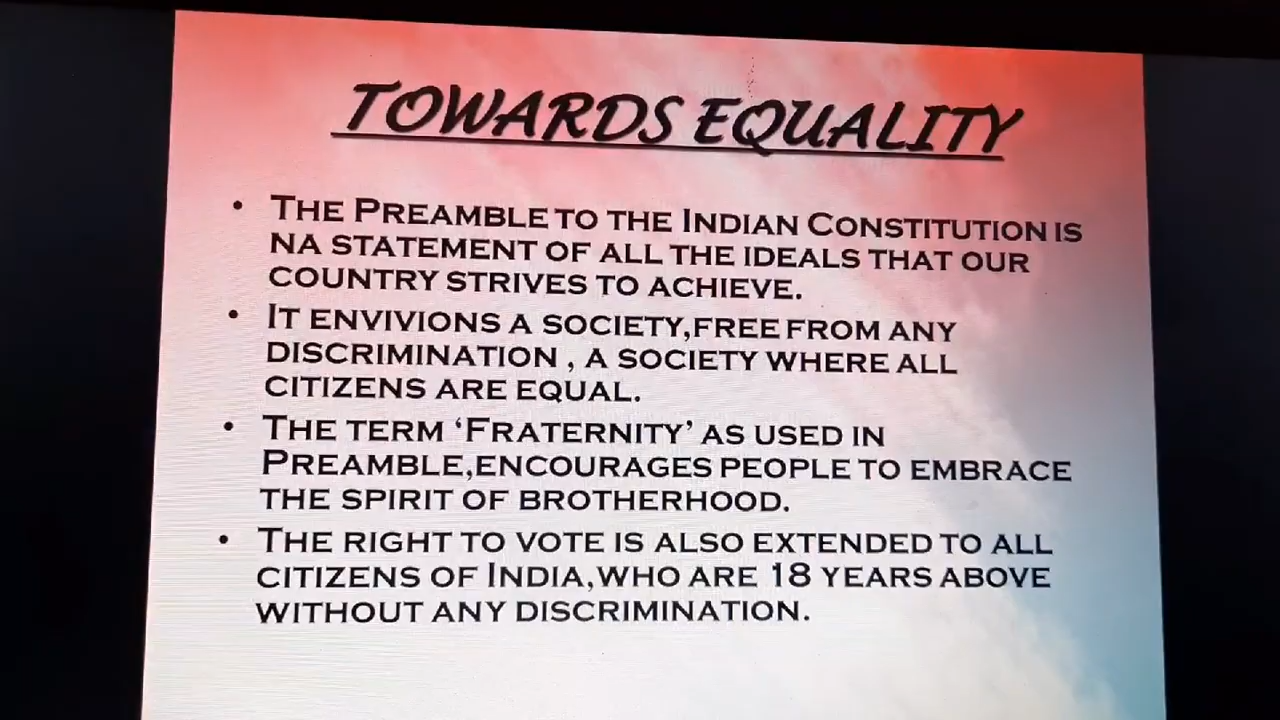 TOWARDS EQUALITY
• THE PREAMBLE TO THE INDIAN CONSTITUTION IS
NA STATEMENT OF ALL THE IDEALS THAT OUR
COUNTRY STRIVES TO ACHIEVE.
• IT ENVIVIONS A SOCIETY,FREE FROM ANY
DISCRIMINATION , A SOCIETY WHERE ALL
CITIZENS ARE EQUAL.
• THE TERM ‘FRATERNITY’ AS USED IN
PREAMBLE,ENCOURAGES PEOPLE TO EMBRACE
THE SPIRIT OF BROTHERHOOD.
• THE RIGHT TO VOTE IS ALSO EXTENDED TO ALL
CITIZENS OF INDIA,WHO ARE 18 YEARS ABOVE
WITHOUT ANY DISCRIMINATION.